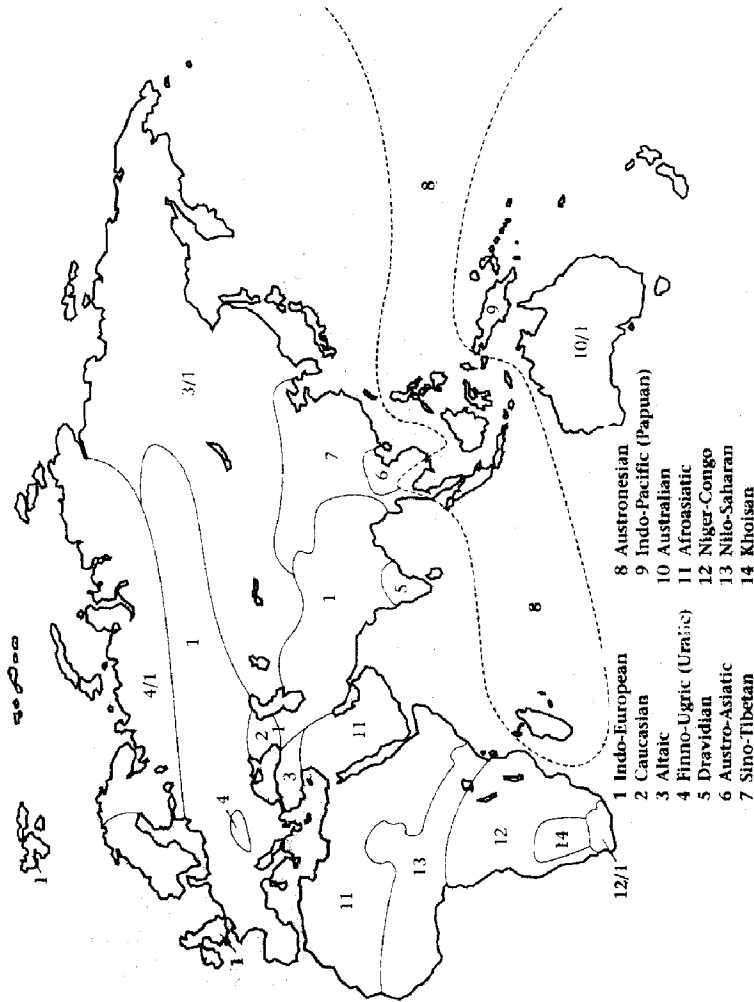 1
4/1
1
3/1
1
4
2
1
3
7
11
1
6
8
11
5
13
9
12
8
10/1
14
12/1
1 Indo-European
2 Caucasian
3 Altaic
4 Finno-Ugric (Uralic)
5 Dravidian
6 Austro-Asiatic
7 Sino-Tibetan
8 Austronesian
9 Indo-Pacific (Papuan)
10 Australian
11 Afroasiatic
12 Niger-Congo
13 Nilo-Saharan
14 Khoisan